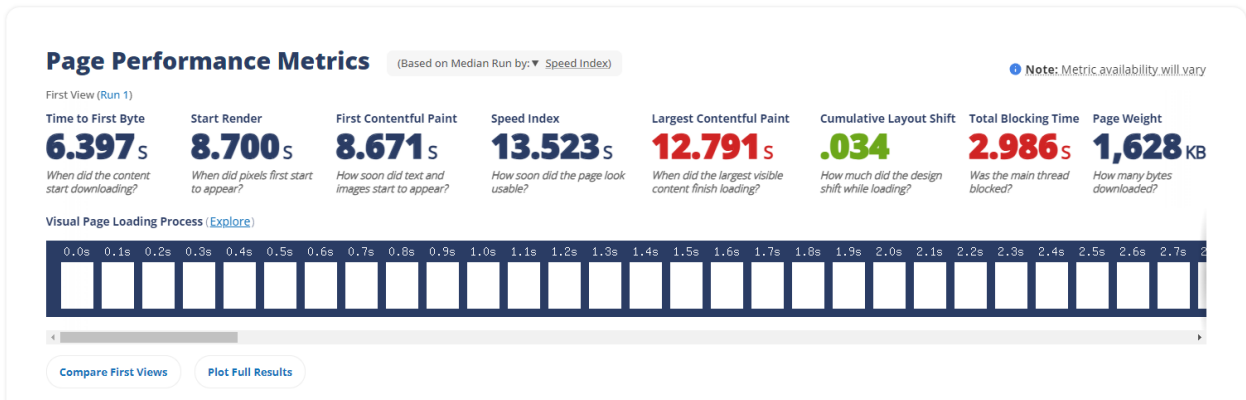 Page Performance Metrics (Based on Median Run by:▼ Speed Index)
Note: Metric availability will vary
First View (Run 1)
Time to First Byte
6.397 S
When did the content
start downloading?
Start Render
8.700 S
When did pixels first start
to appear?
First Contentful Paint
8.671 S
How soon did text and
images start to appear?
Speed Index
13.523 S
How soon did the page look
usable?
Largest Contentful Paint
12.791 S
When did the largest visible
content finish loading?
Cumulative Layout Shift
.034
How much did the design
shift while loading?
Total Blocking Time
2.986 S
Was the main thread
blocked?
Page Weight
1,628 KB
How many bytes
downloaded?
Visual Page Loading Process (Explore)
0.0s 0.1s 0.2s 0.3s 0.4s 0.5s 0.6s 0.7s 0.8s 0.9s 1.0s 1.1s 1.2s 1.3s 1.4s 1.5s 1.6s 1.7s 1.8s 1.9s 2.0s 2.1s 2.2s 2.3s 2.4s 2.5s 2.6s 2.7s
Compare First Views Plot Full Results